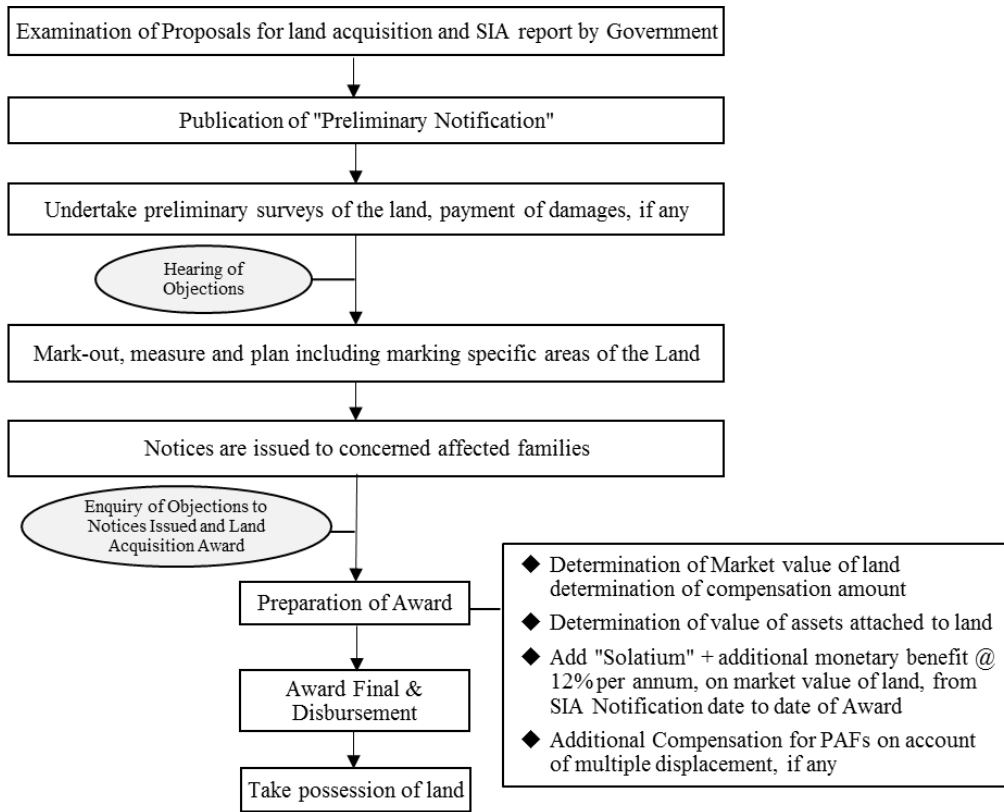 Examination of Proposals for land acquisition and SIA report by Government
Publication of "Preliminary Notification"
Undertake preliminary surveys of the land, payment of damages, if any
Hearing of
Objections
Mark-out, measure and plan including marking specific areas of the Land
Notices are issued to concerned affected families
Enquiry of Objections to
Notices Issued and Land
Acquisition Award
Preparation of Award
◆ Determination of Market value of land
determination of compensation amount
◆ Determination of value of assets attached to land
◆ Add "Solatium" + additional monetary benefit @
12% per annum, on market value of land, from
SIA Notification date to date of Award
◆ Additional Compensation for PAFs on account
of multiple displacement, if any
Award Final &
Disbursement
Take possession of land